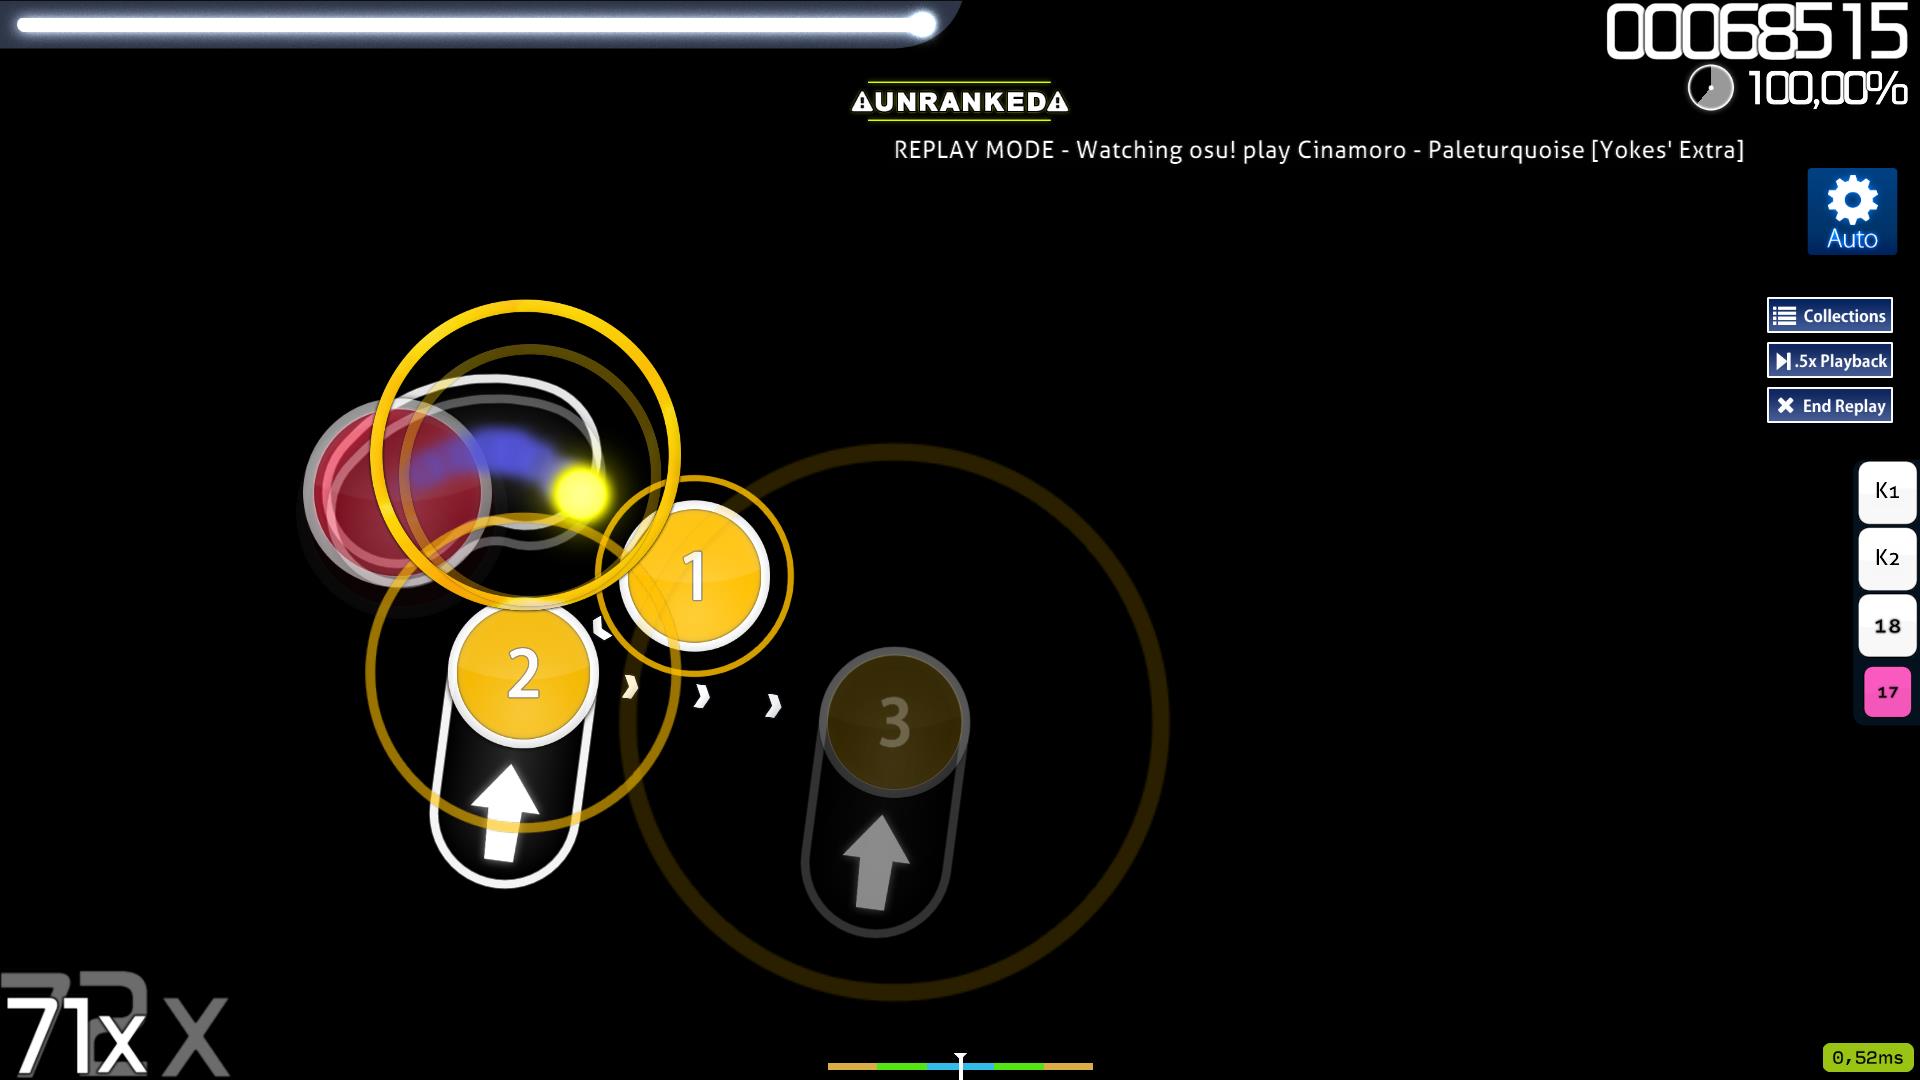 00068515
100,00%
UNRANKED
REPLAY MODE - Watching osu! play Cinamoro - Paleturquoise [Yokes' Extra]
Auto
Collections
.5x Playback
End Replay
K1
K2
18
17
1
2
3
71x
72x
0,52ms